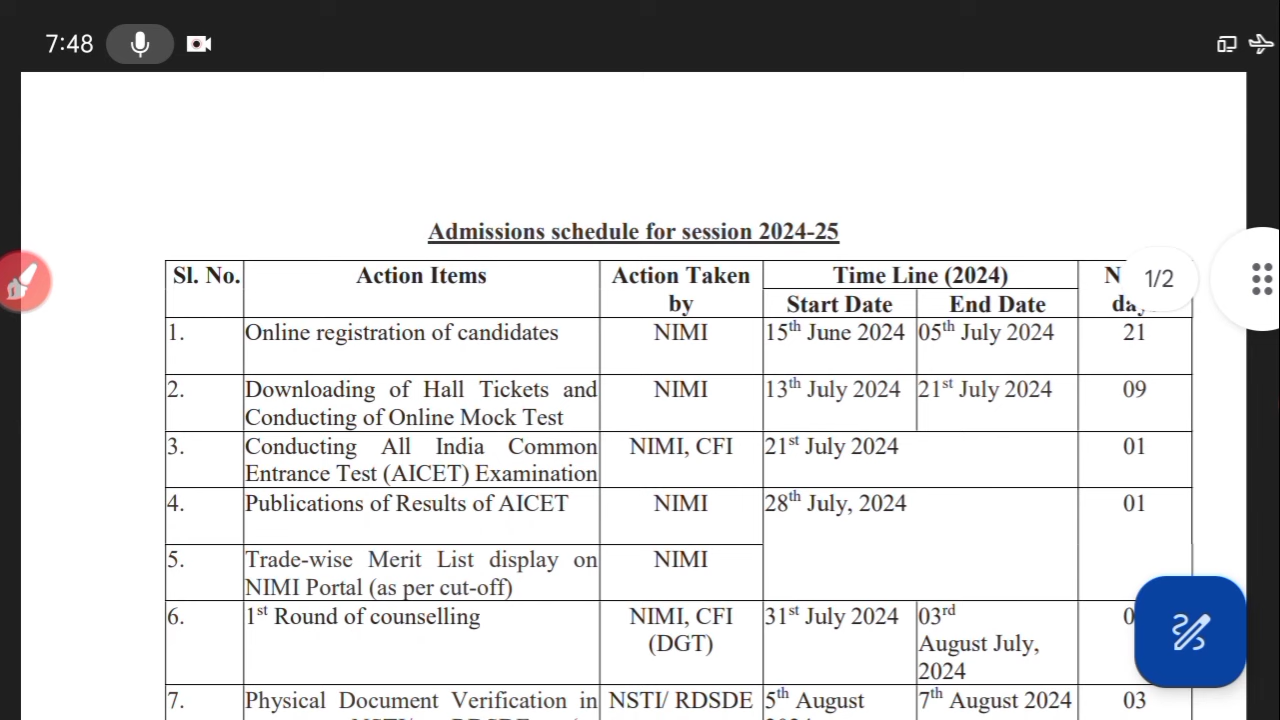 7:48
Admissions schedule for session 2024-25
Sl. No. Action Items Action Taken by Time Line (2024)
Start Date End Date
1/2
1. Online registration of candidates NIMI 15th June 2024 05th July 2024 21
2. Downloading of Hall Tickets and NIMI 13th July 2024 21st July 2024 09
Conducting of Online Mock Test
3. Conducting All India Common NIMI, CFI 21st July 2024 01
Entrance Test (AICET) Examination
4. Publications of Results of AICET NIMI 28th July, 2024 01
5. Trade-wise Merit List display on NIMI
NIMI Portal (as per cut-off)
6. 1st Round of counselling NIMI, CFI 31st July 2024 03rd
(DGT) August July,
2024
7. Physical Document Verification in NSTI/ RDSDE 5th August 7th August 2024 03